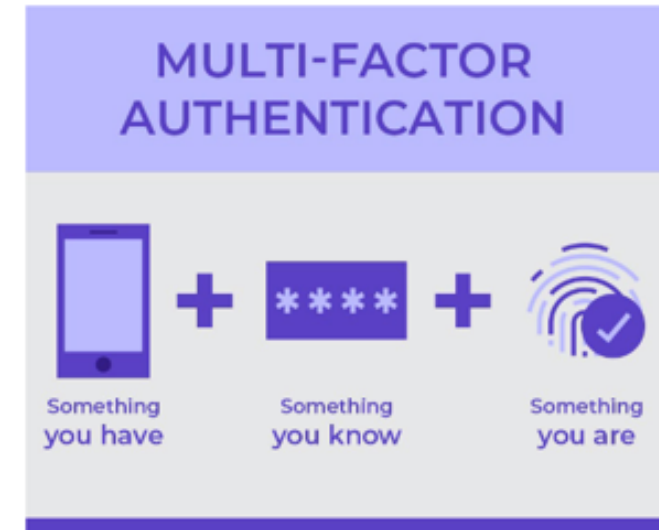 MULTI-FACTOR
AUTHENTICATION
****
Something
you have
Something
you know
Something
you are